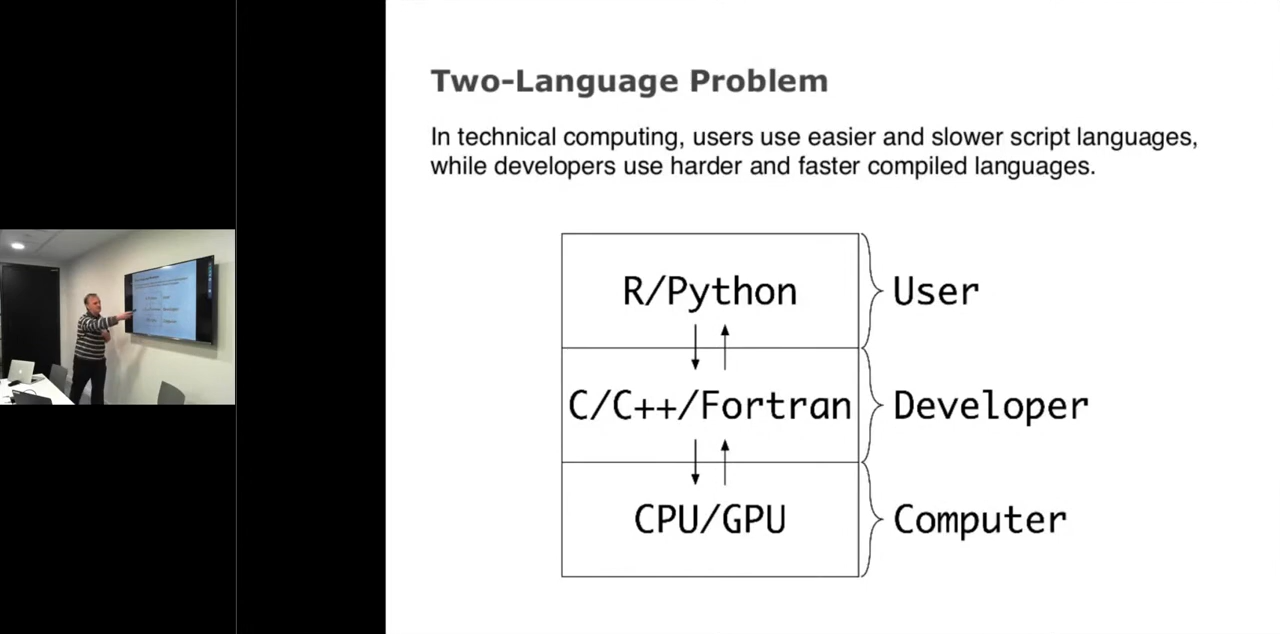 Two-Language Problem
In technical computing, users use easier and slower script languages,
while developers use harder and faster compiled languages.
R/Python
User
C/C++/Fortran
Developer
CPU/GPU
Computer